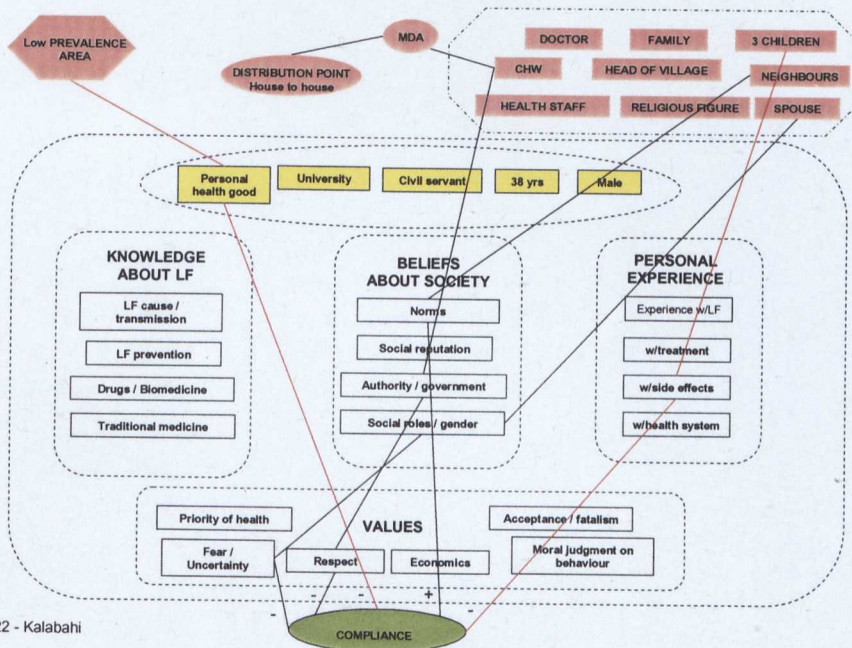 Low PREVALENCE
AREA
MDA
DISTRIBUTION POINT
House to house
DOCTOR
FAMILY
3 CHILDREN
CHW
HEAD OF VILLAGE
NEIGHBOURS
HEALTH STAFF
RELIGIOUS FIGURE
SPOUSE
Personal
health good
University
Civil servant
38 yrs
Male
KNOWLEDGE
ABOUT LF
LF cause /
transmission
LF prevention
Drugs / Biomedicine
Traditional medicine
BELIEFS
ABOUT SOCIETY
Norms
Social reputation
Authority / government
Social roles / gender
PERSONAL
EXPERIENCE
Experience w/LF
w/treatment
w/side effects
w/health system
Priority of health
VALUES
Acceptance / fatalism
Fear /
Uncertainty
Respect
Economics
Moral judgment on
behaviour
- - - + -
COMPLIANCE
22 - Kalabahi